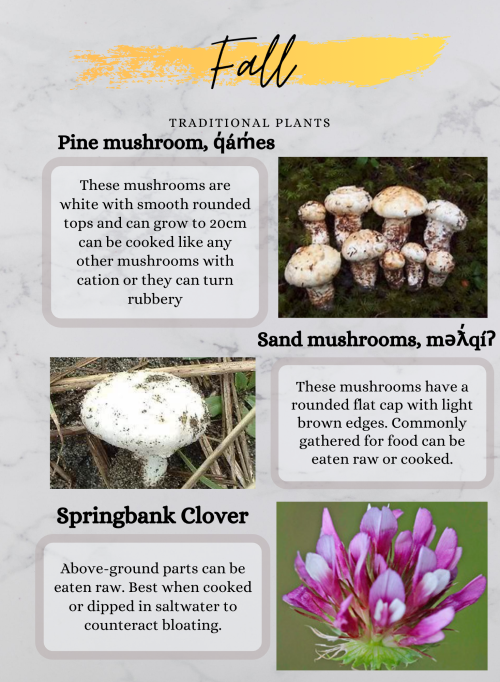 Fall
TRADITIONAL PLANTS
Pine mushroom, q̓ám̓es
These mushrooms are
white with smooth rounded
tops and can grow to 20cm
can be cooked like any
other mushrooms with
cation or they can turn
rubbery
Sand mushrooms, məƛ̓qíʔ
These mushrooms have a
rounded flat cap with light
brown edges. Commonly
gathered for food can be
eaten raw or cooked.
Springbank Clover
Above-ground parts can be
eaten raw. Best when cooked
or dipped in saltwater to
counteract bloating.